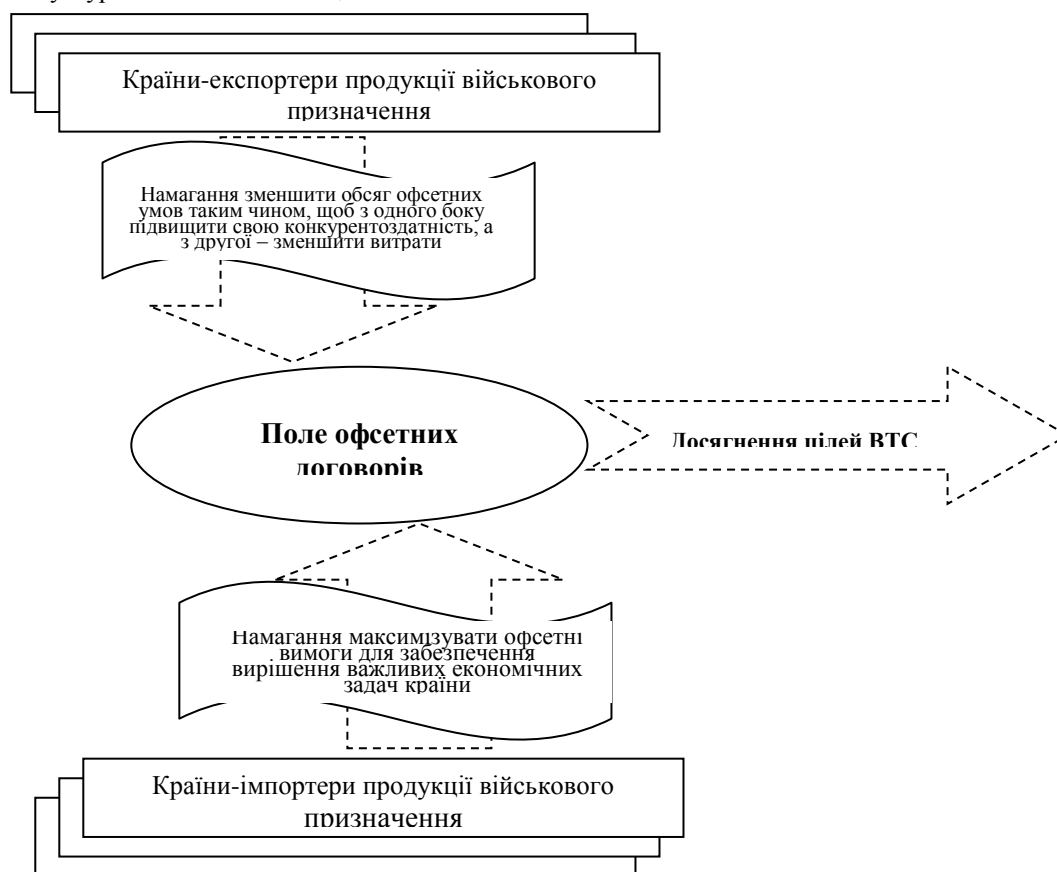 Країни-експортери продукції військового
призначення
Намагання зменшити обсяг офсетних
умов таким чином, щоб з одного боку
підвищити свою конкурентоздатність, а
з другої – зменшити витрати
Поле офсетних
договорів
Досягнення цілей ВТС
Намагання максимізувати офсетні
вимоги для забезпечення
вирішення важливих економічних
задач країни
Країни-імпортери продукції військового
призначення